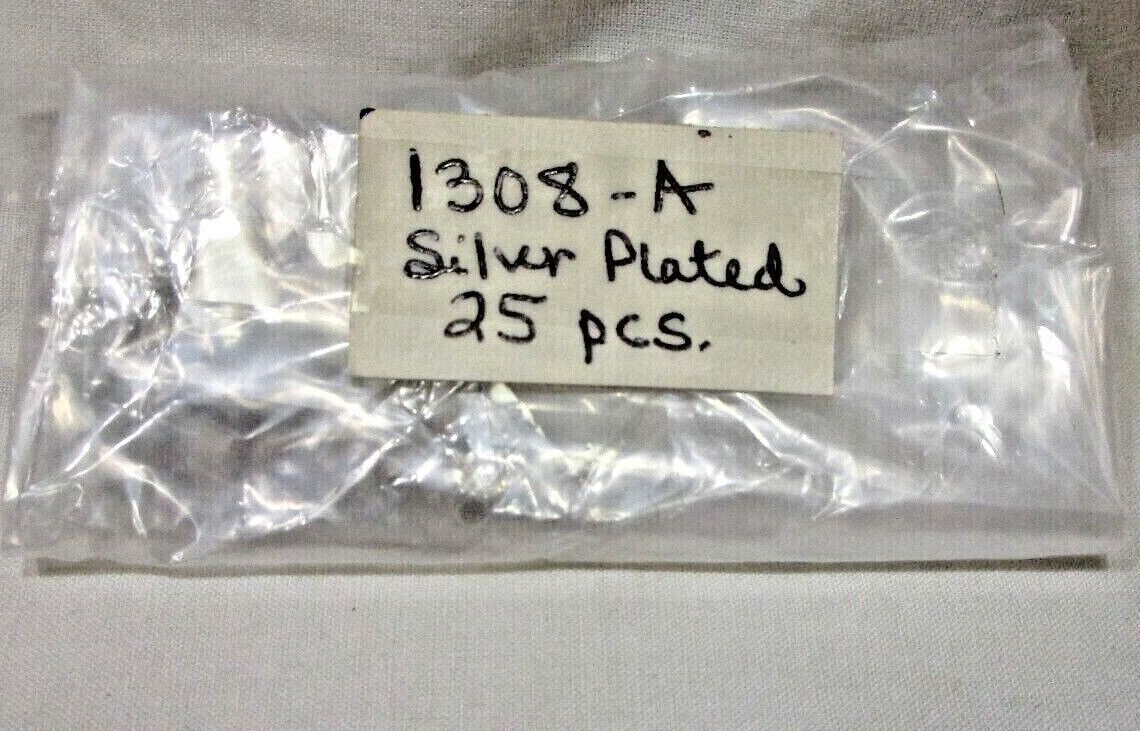 1308-A
Silver Plated
25 pcs.